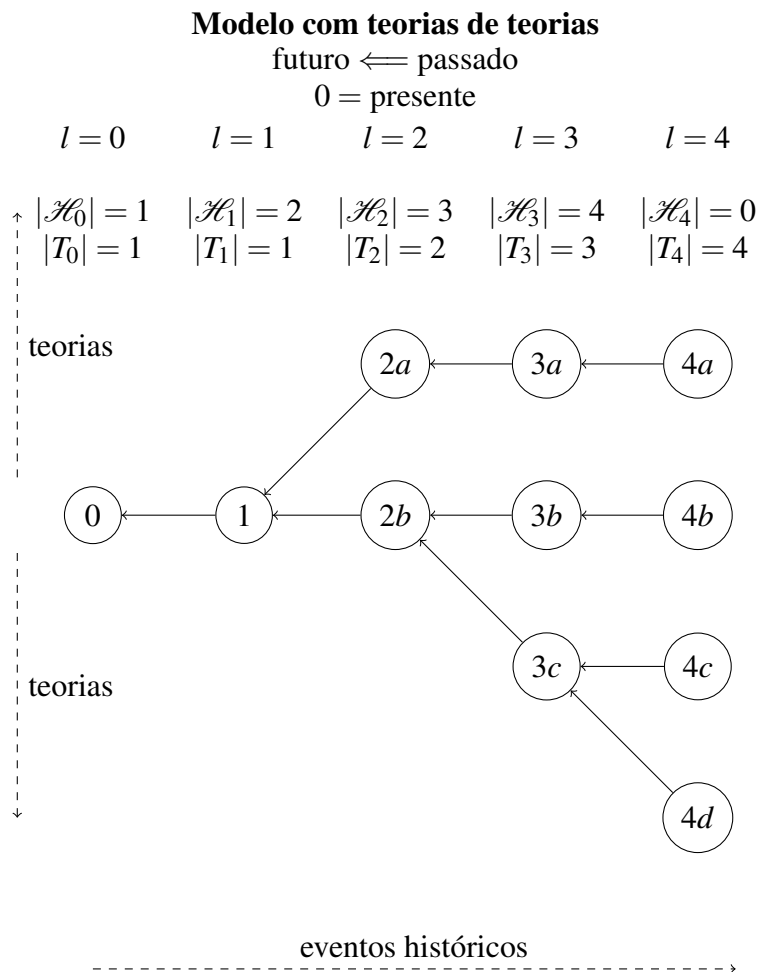 Modelo com teorias de teorias
futuro ⟸ passado
0 = presente
l = 0 l = 1 l = 2 l = 3 l = 4
|ℋ₀| = 1 |ℋ₁| = 2 |ℋ₂| = 3 |ℋ₃| = 4 |ℋ₄| = 0
|T₀| = 1 |T₁| = 1 |T₂| = 2 |T₃| = 3 |T₄| = 4
teorias
2a 3a 4a
0 1 2b 3b 4b
3c 4c
teorias
4d
eventos históricos